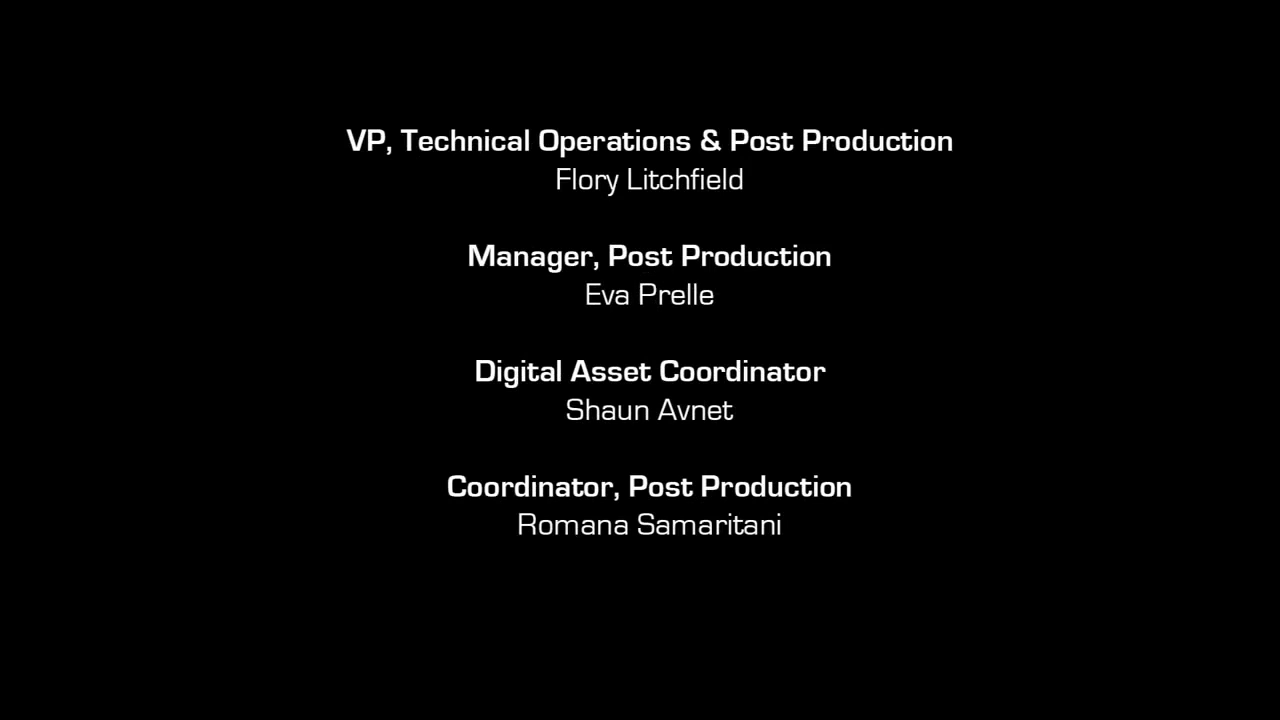 VP, Technical Operations & Post Production
Flory Litchfield
Manager, Post Production
Eva Prelle
Digital Asset Coordinator
Shaun Avnet
Coordinator, Post Production
Romana Samaritani